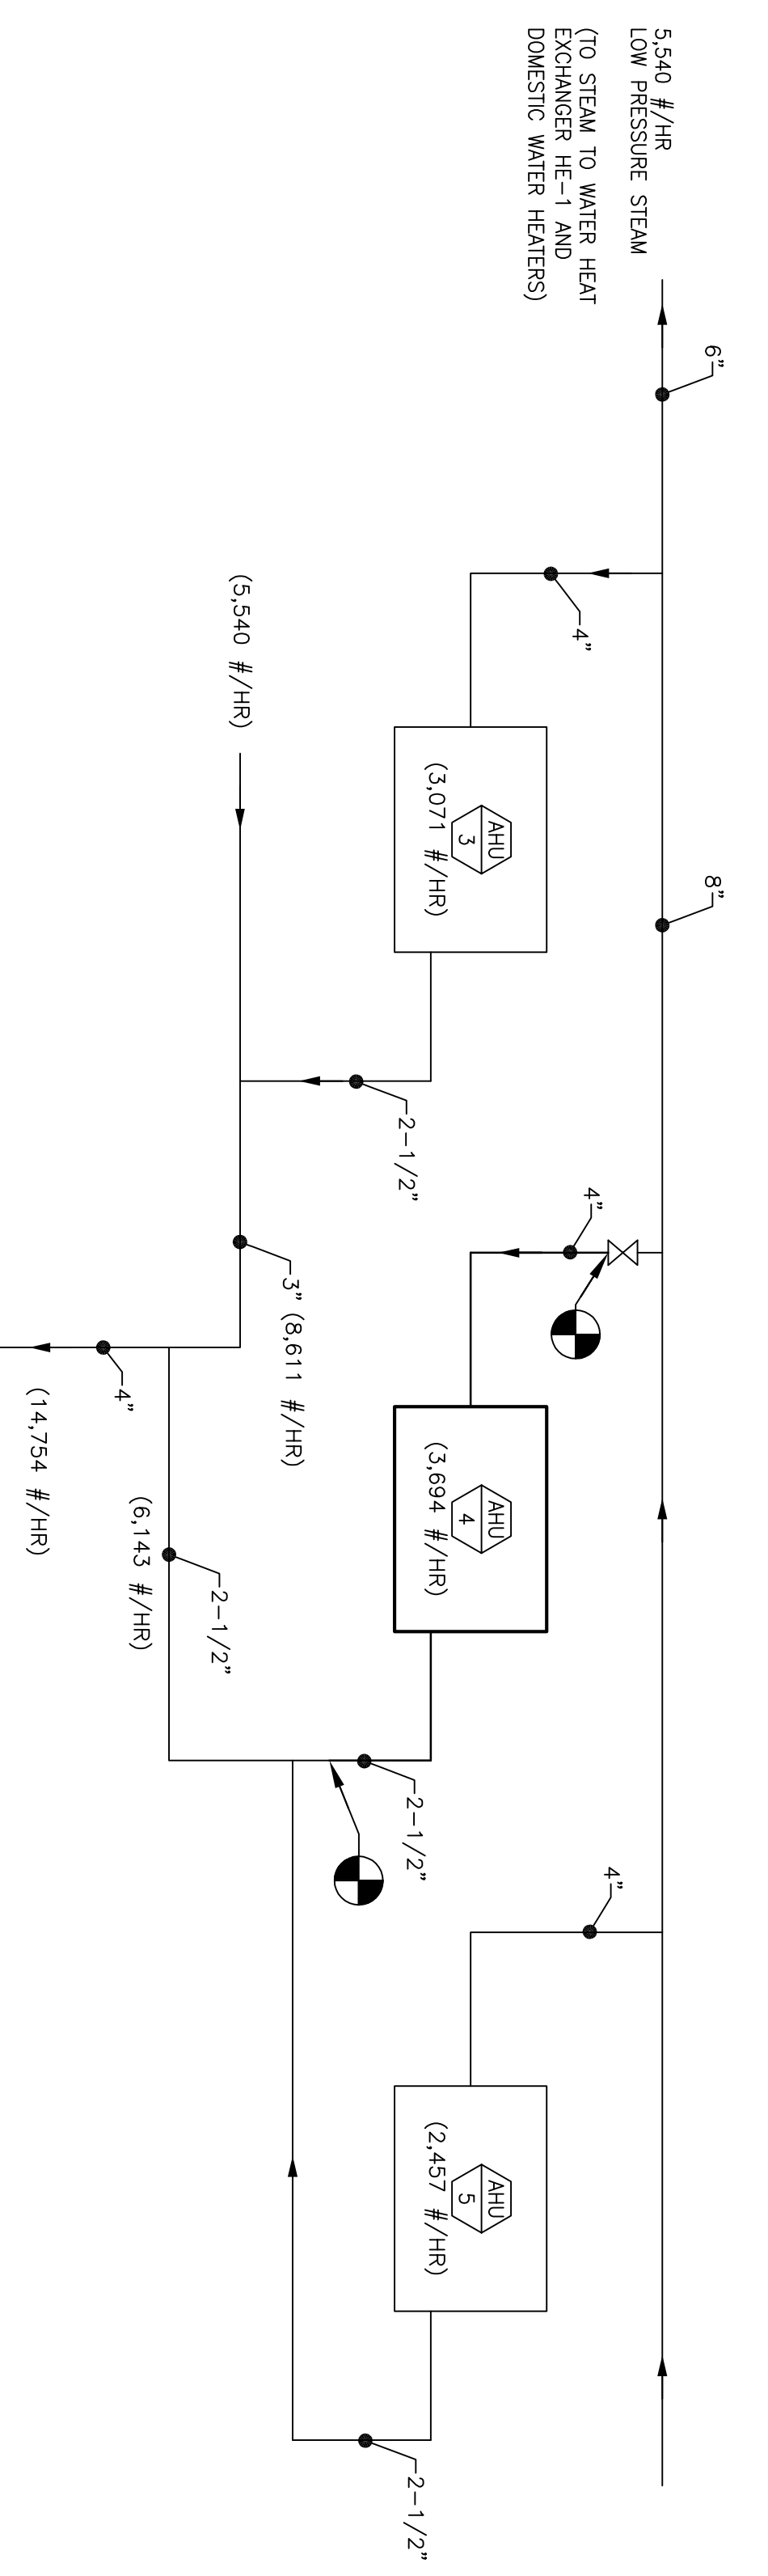 5,540 #/HR
LOW PRESSURE STEAM
(TO STEAM TO WATER HEAT
EXCHANGER HE-1 AND
DOMESTIC WATER HEATERS)
6"
8"
4"
4"
4"
AHU
3
(3,071 #/HR)
AHU
4
(3,694 #/HR)
AHU
5
(2,457 #/HR)
2-1/2"
2-1/2"
2-1/2"
(5,540 #/HR)
3" (8,611 #/HR)
2-1/2"
(6,143 #/HR)
4"
(14,754 #/HR)